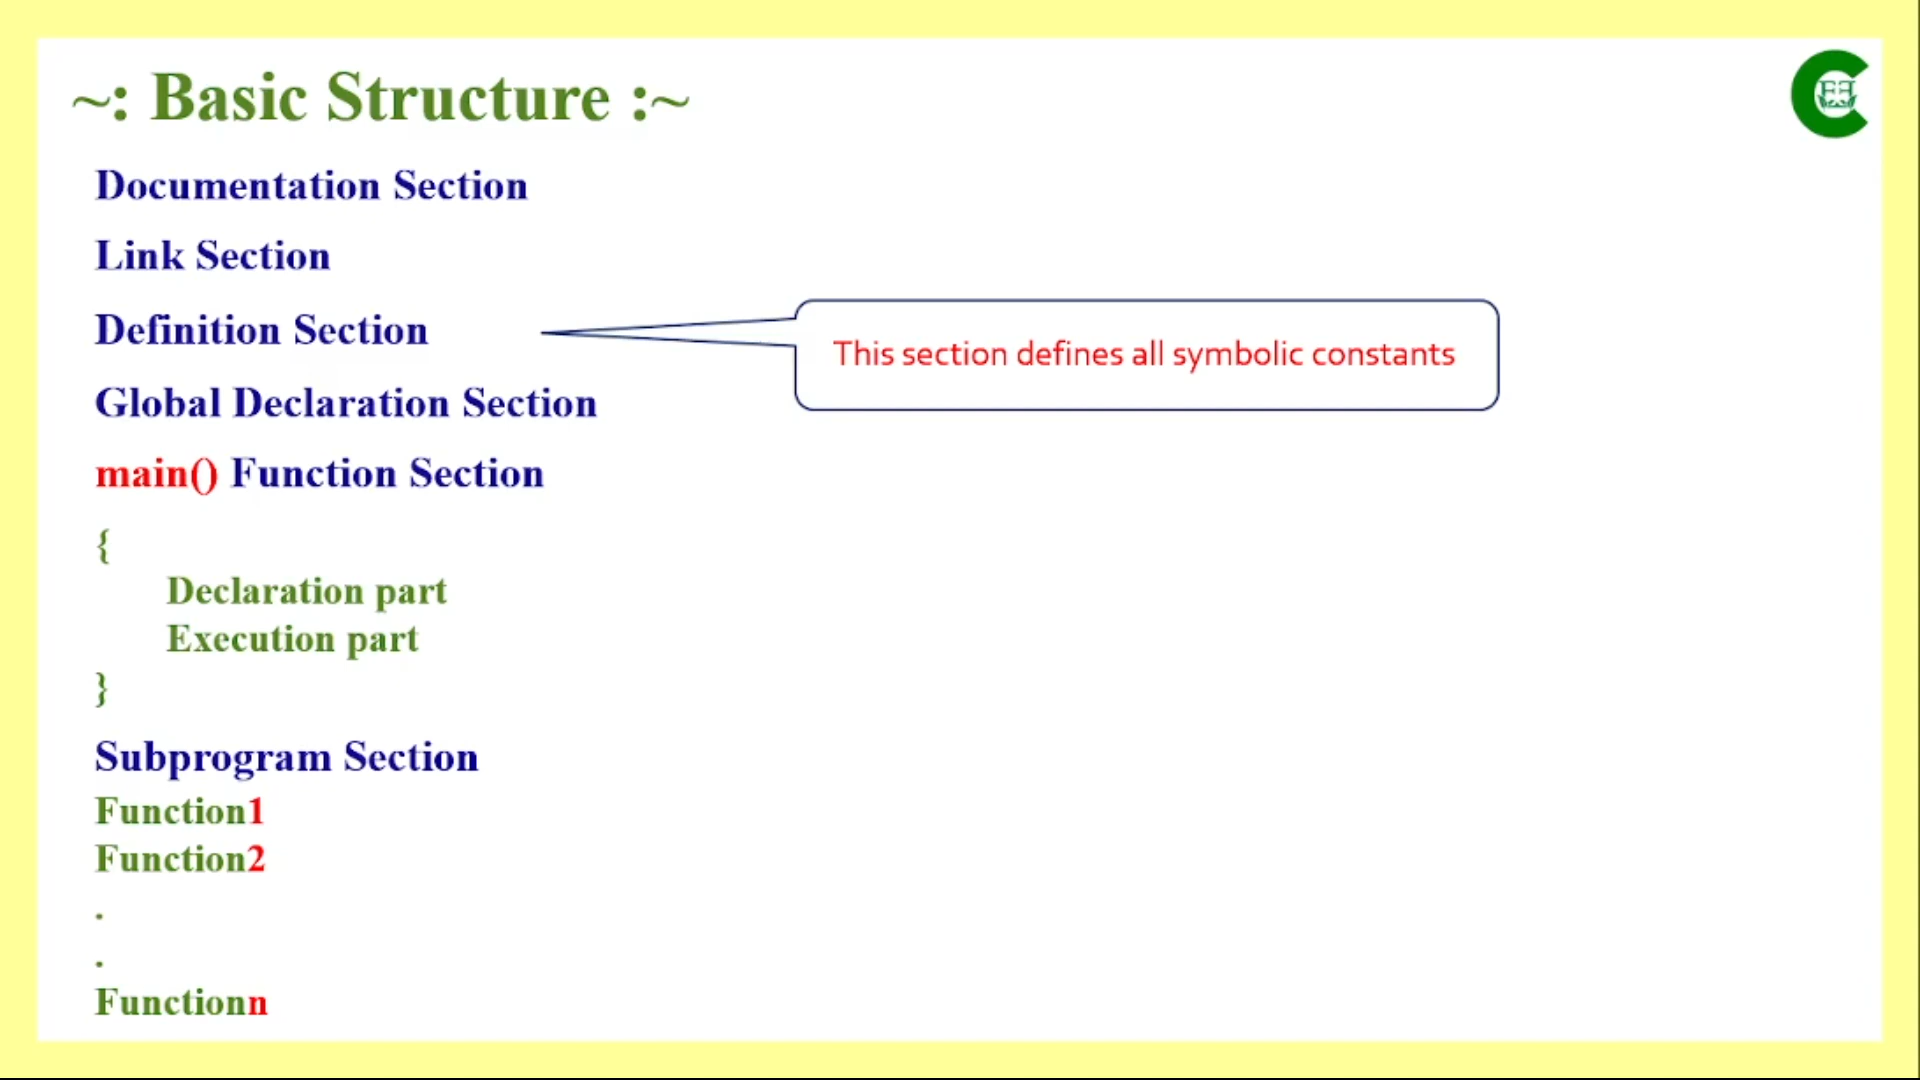 ~: Basic Structure :~
Documentation Section
Link Section
Definition Section
This section defines all symbolic constants
Global Declaration Section
main() Function Section
{
Declaration part
Execution part
}
Subprogram Section
Function1
Function2
.
.
Functionn